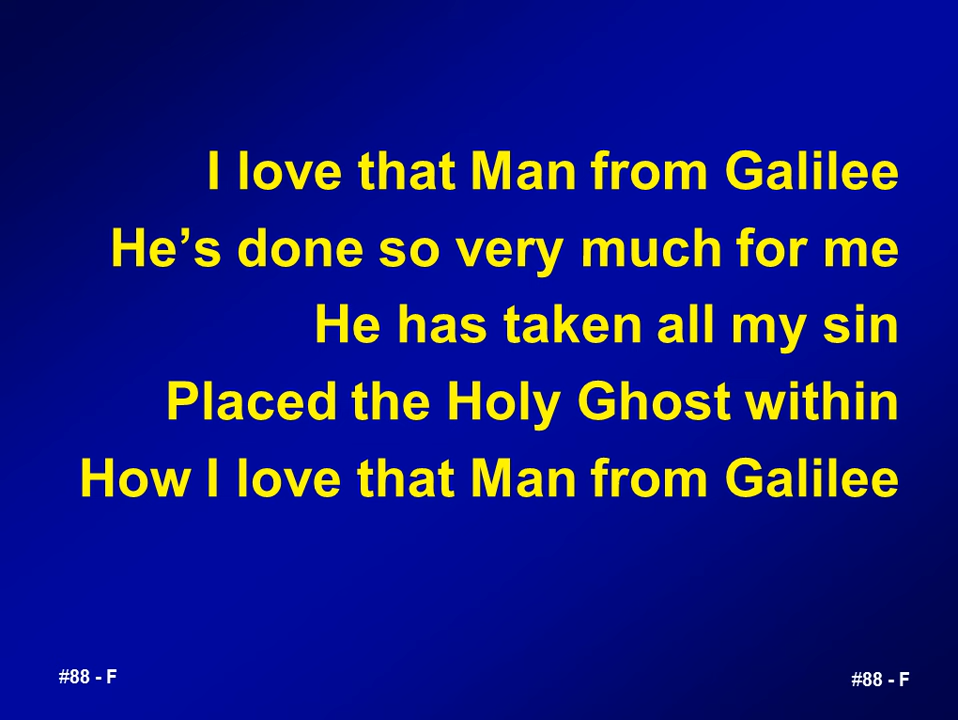 I love that Man from Galilee
He’s done so very much for me
He has taken all my sin
Placed the Holy Ghost within
How I love that Man from Galilee
#88 - F
#88 - F